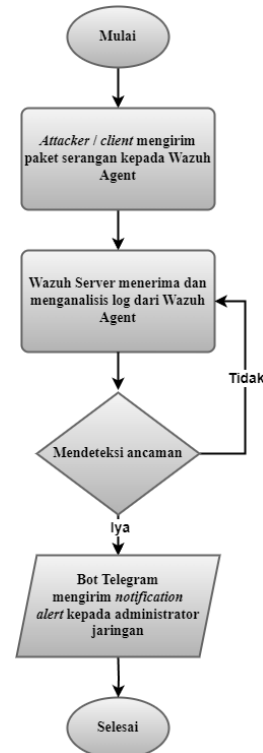 Mulai
Attacker / client mengirim
paket serangan kepada Wazuh
Agent
Wazuh Server menerima dan
menganalisis log dari Wazuh
Agent
Tidak
Mendeteksi ancaman
Iya
Bot Telegram
mengirim notification
alert kepada administrator
jaringan
Selesai